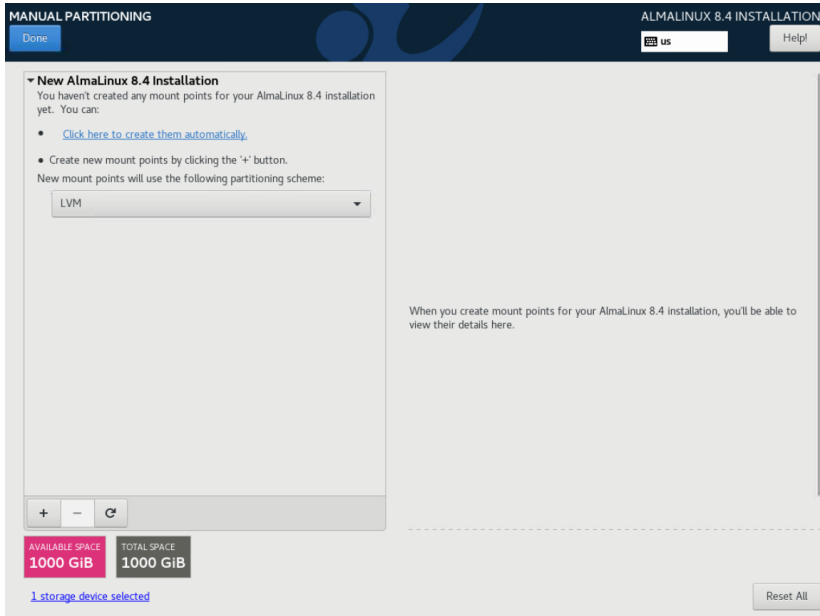 MANUAL PARTITIONING
ALMALINUX 8.4 INSTALLATION
Done
us
Help!
New AlmaLinux 8.4 Installation
You haven't created any mount points for your AlmaLinux 8.4 installation
yet. You can:
• Click here to create them automatically.
• Create new mount points by clicking the '+' button.
New mount points will use the following partitioning scheme:
LVM
When you create mount points for your AlmaLinux 8.4 installation, you'll be able to
view their details here.
+ −
AVAILABLE SPACE
1000 GiB
TOTAL SPACE
1000 GiB
1 storage device selected
Reset All